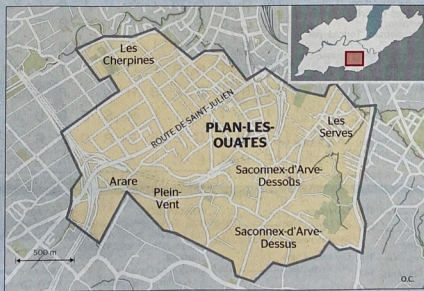 Les
Cherpines
ROUTE DE SAINT-JULIEN
PLAN-LES-
OUATES
Les
Serves
Saconnex-d'Arve-
Dessous
Arare
Plein-
Vent
Saconnex-d'Arve-
Dessus
500 m
O.C.